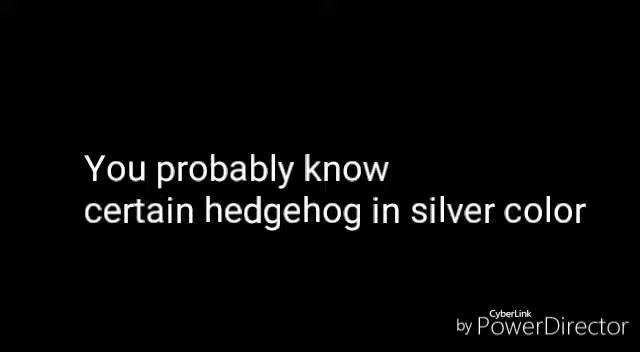 You probably know
certain hedgehog in silver color
CyberLink
by PowerDirector